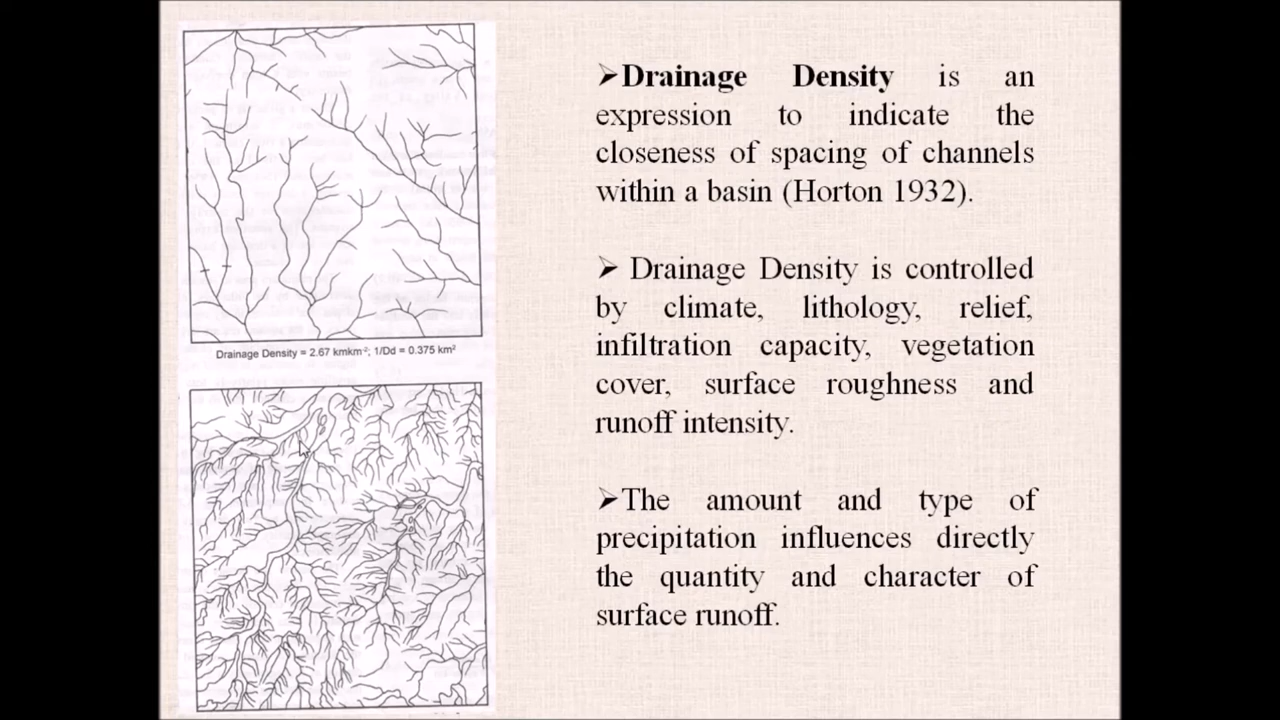 ➢Drainage Density is an
expression to indicate the
closeness of spacing of channels
within a basin (Horton 1932).
➢ Drainage Density is controlled
by climate, lithology, relief,
infiltration capacity, vegetation
cover, surface roughness and
runoff intensity.
➢The amount and type of
precipitation influences directly
the quantity and character of
surface runoff.
Drainage Density = 2.67 kmkm⁻²; 1/Dd = 0.375 km²